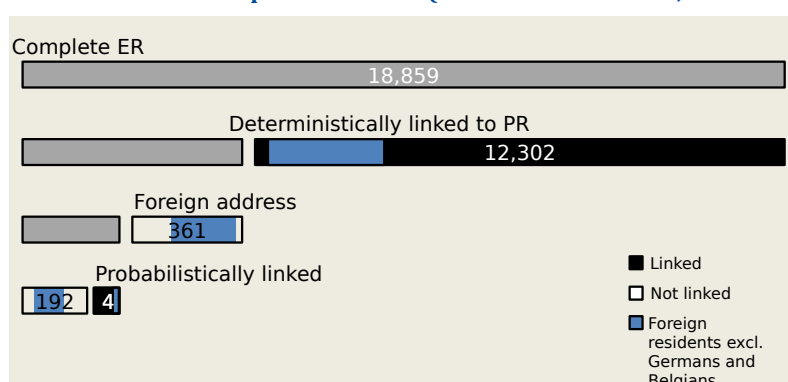 Complete ER
18,859
Deterministically linked to PR
12,302
Foreign address
361
Probabilistically linked
192
4
Linked
Not linked
Foreign
residents excl.
Germans and
Belgians